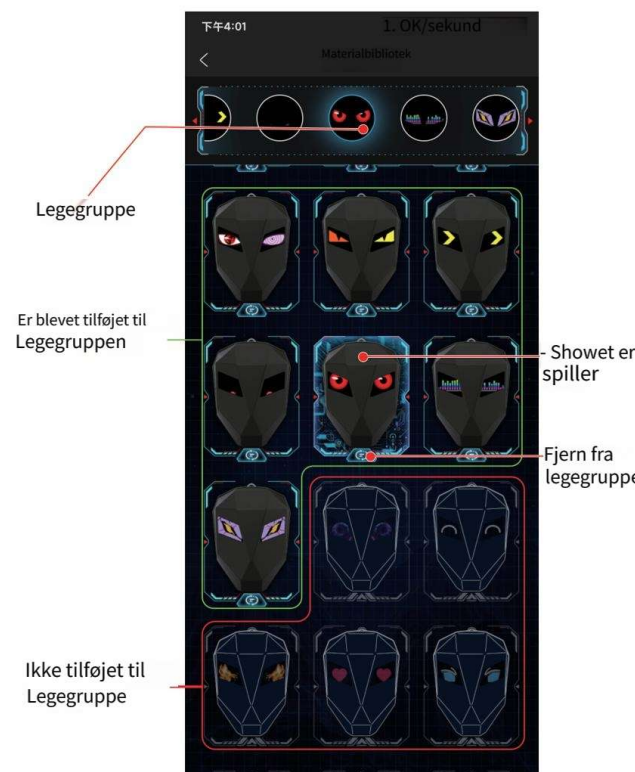 下午4:01
1. OK/sekund
Materialbibliotek
Legegruppe
Er blevet tilføjet til
Legegruppen
- Showet er
spiller
Fjern fra
legegruppe
Ikke tilføjet til
Legegruppe